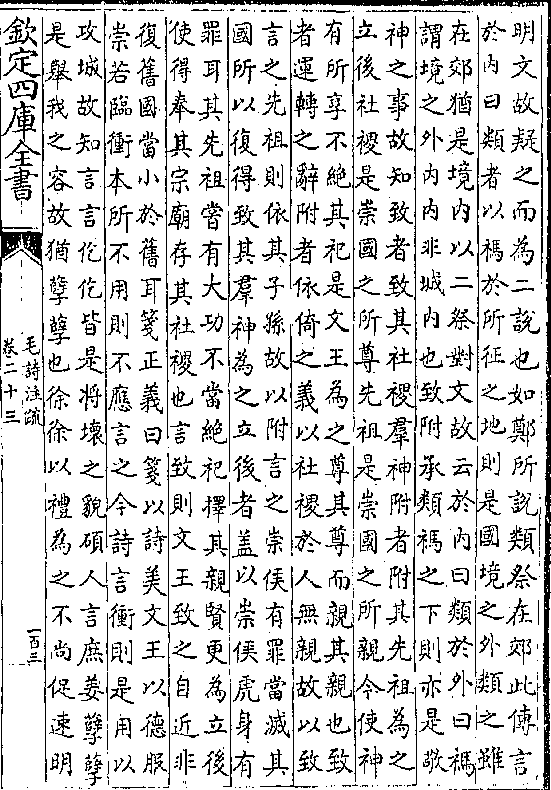 明文故疑之而為二說也如鄭所說類祭在郊此傳言
於内曰類者以禡於所征之地則是國境之外類之雖
在郊猶是境内以二祭對文故云於内曰類於外曰禡
謂境之外内内非城内也致附承類禡之下則亦是敬
神之事故知致者致其社稷羣神附者附其先祖為之
立後社稷是崇國之所尊先祖是崇國之所親今使神
有所享不絶其祀是文王為之尊其尊而親其親也致
者運轉之辭附者依倚之義以社稷於人無親故以致
言之先祖則依其子孫故以附言之崇侯有罪當滅其
國所以復得致其羣神為之立後者盖以崇侯虎身有
罪耳其先祖嘗有大功不當絶祀擇其親賢更為立後
使得奉其宗廟存其社稷也言致則文王致之自近非
復舊國當小於舊耳箋正義曰箋以詩美文王以德服
崇若臨衝本所不用則不應言之今詩言衝則是用以
攻城故知言言仡仡皆是將壞之貌碩人言庶姜孽孽
是舉我之容故猶孽孽也徐徐以禮為之不尚促速明
欽定四庫全書
毛詩注疏
卷二十三
一百三